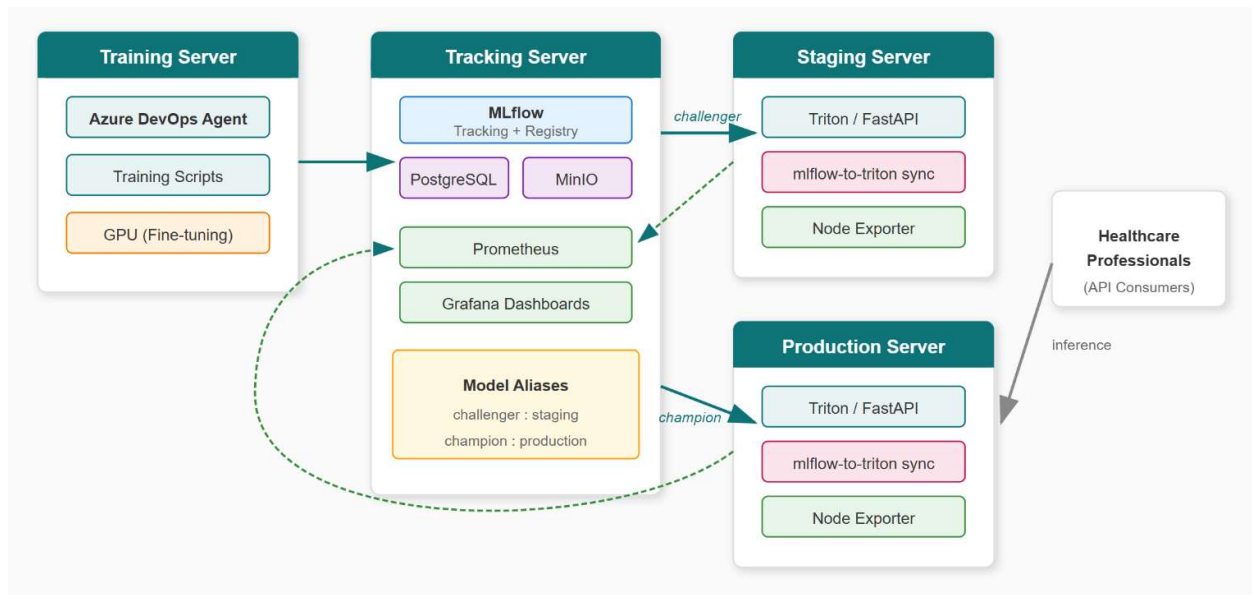 Training Server
Azure DevOps Agent
Training Scripts
GPU (Fine-tuning)
Tracking Server
MLflow
Tracking + Registry
PostgreSQL
MinIO
Prometheus
Grafana Dashboards
Model Aliases
challenger : staging
champion : production
challenger
champion
Staging Server
Triton / FastAPI
mlflow-to-triton sync
Node Exporter
Production Server
Triton / FastAPI
mlflow-to-triton sync
Node Exporter
Healthcare
Professionals
(API Consumers)
inference